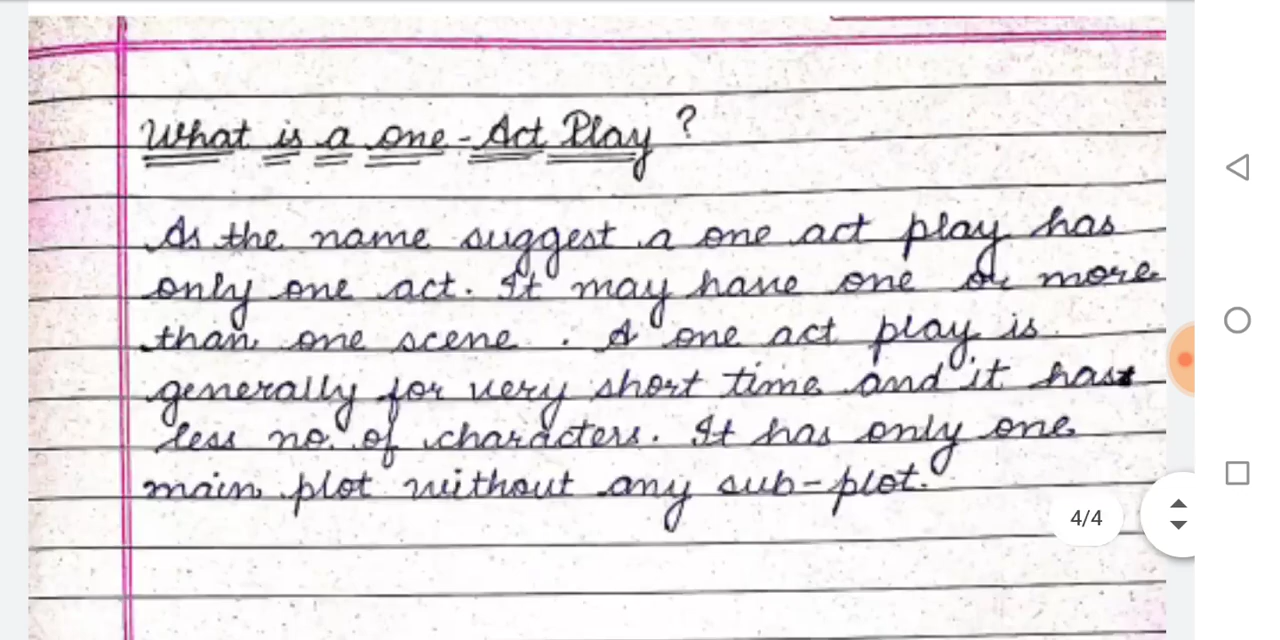 What is a one-Act Play ?
As the name suggest a one act play has
only one act. It may have one or more
than one scene. A one act play is
generally for very short time and it has
less no. of characters. It has only one
main plot without any sub-plot.
4/4